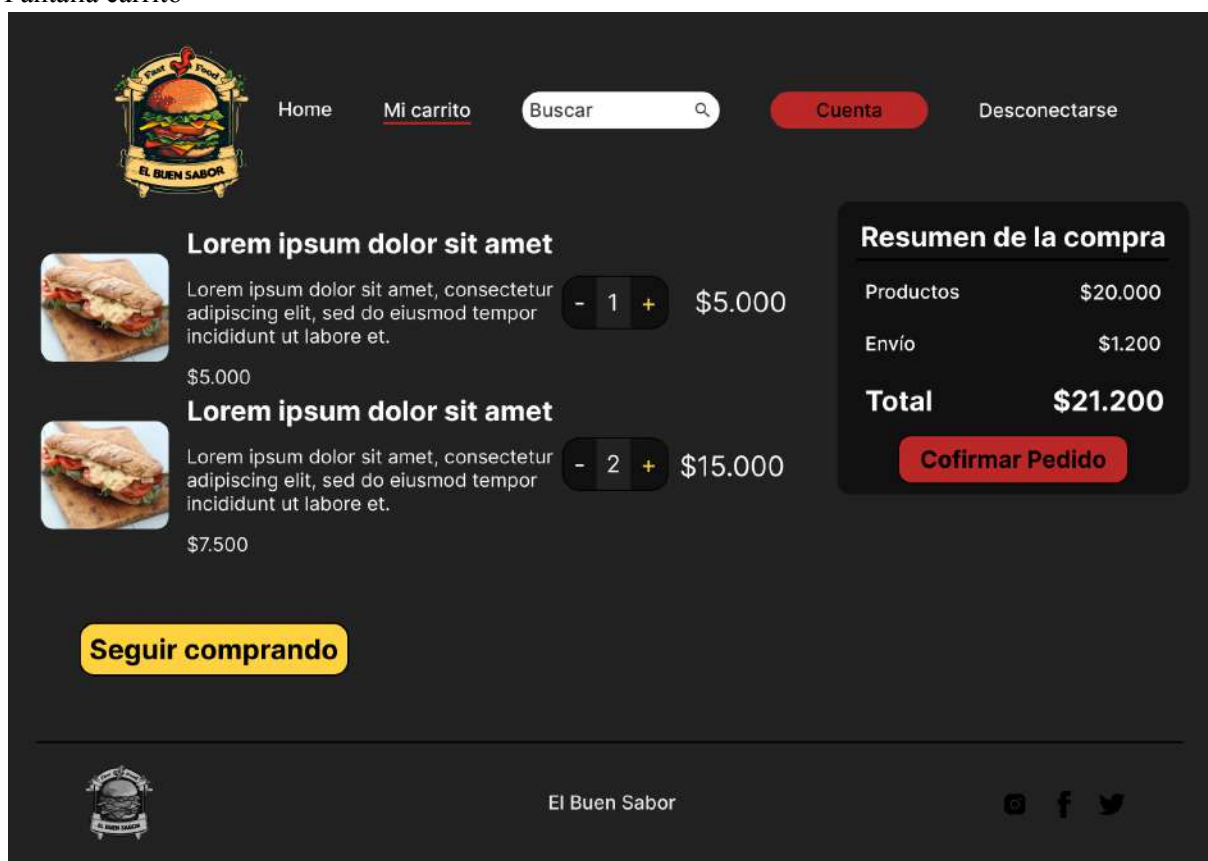 Pantalla carrito
Fast Food
EL BUEN SABOR
Home
Mi carrito
Buscar
Cuenta
Desconectarse
Lorem ipsum dolor sit amet
Lorem ipsum dolor sit amet, consectetur
adipiscing elit, sed do eiusmod tempor
incididunt ut labore et.
$5.000
- 1 +
$5.000
Lorem ipsum dolor sit amet
Lorem ipsum dolor sit amet, consectetur
adipiscing elit, sed do eiusmod tempor
incididunt ut labore et.
$7.500
- 2 +
$15.000
Resumen de la compra
Productos $20.000
Envío $1.200
Total $21.200
Cofirmar Pedido
Seguir comprando
EL BUEN SABOR
El Buen Sabor